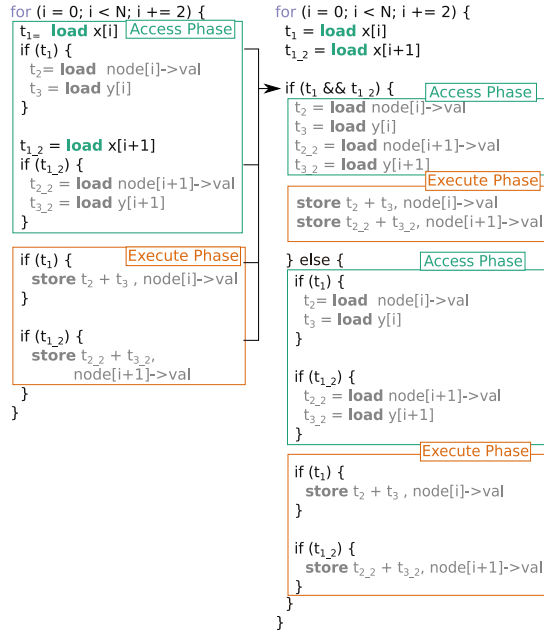 for (i = 0; i < N; i += 2) {
t1= load x[i]
Access Phase
if (t1) {
t2= load node[i]->val
t3 = load y[i]
}
t1_2 = load x[i+1]
if (t1_2) {
t2_2 = load node[i+1]->val
t3_2 = load y[i+1]
}
Execute Phase
if (t1) {
store t2 + t3 , node[i]->val
}
if (t1_2) {
store t2_2 + t3_2,
node[i+1]->val
}
}
for (i = 0; i < N; i += 2) {
t1 = load x[i]
t1_2 = load x[i+1]
if (t1 && t1_2) {
Access Phase
t2 = load node[i]->val
t3 = load y[i]
t2_2 = load node[i+1]->val
t3_2 = load y[i+1]
Execute Phase
store t2 + t3, node[i]->val
store t2_2 + t3_2, node[i+1]->val
} else {
Access Phase
if (t1) {
t2= load node[i]->val
t3 = load y[i]
}
if (t1_2) {
t2_2 = load node[i+1]->val
t3_2 = load y[i+1]
}
Execute Phase
if (t1) {
store t2 + t3 , node[i]->val
}
if (t1_2) {
store t2_2 + t3_2, node[i+1]->val
}
}
}